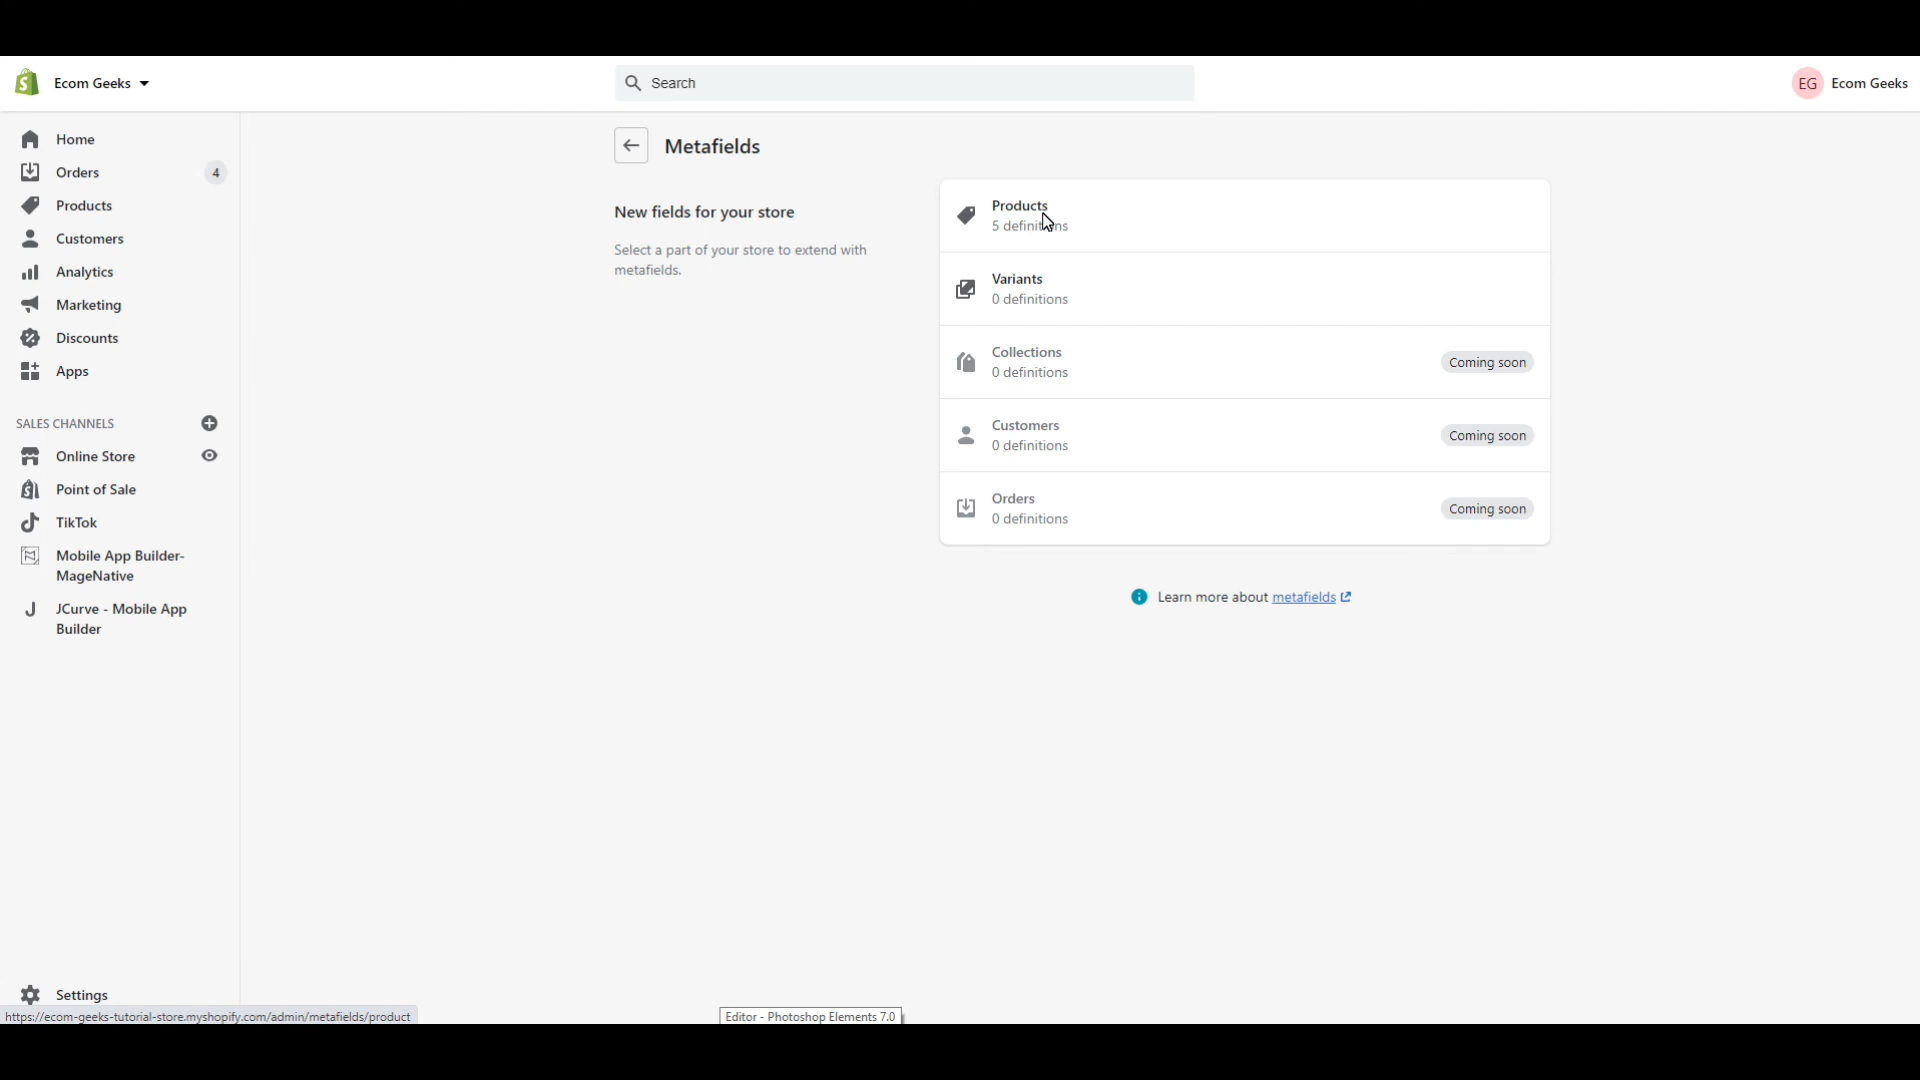 Ecom Geeks
Search
EG Ecom Geeks
Home
Orders 4
Products
Customers
Analytics
Marketing
Discounts
Apps
SALES CHANNELS
Online Store
Point of Sale
TikTok
Mobile App Builder-
MageNative
JCurve - Mobile App
Builder
Settings
https://ecom-geeks-tutorial-store.myshopify.com/admin/metafields/product
Metafields
New fields for your store
Select a part of your store to extend with
metafields.
Products
5 definitions
Variants
0 definitions
Collections
0 definitions
Coming soon
Customers
0 definitions
Coming soon
Orders
0 definitions
Coming soon
Learn more about metafields
Editor - Photoshop Elements 7.0